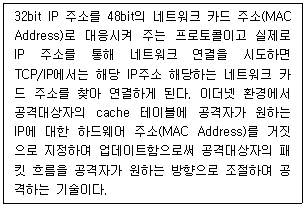 32bit IP 주소를 48bit의 네트워크 카드 주소(MAC
Address)로 대응시켜 주는 프로토콜이고 실제로
IP 주소를 통해 네트워크 연결을 시도하면
TCP/IP에서는 해당 IP주소 해당하는 네트워크 카
드 주소를 찾아 연결하게 된다. 이더넷 환경에서
공격대상자의 cache 테이블에 공격자가 원하는
IP에 대한 하드웨어 주소(MAC Address)를 거짓
으로 지정하여 업데이트함으로써 공격대상자의 패
킷 흐름을 공격자가 원하는 방향으로 조절하며 공
격하는 기술이다.